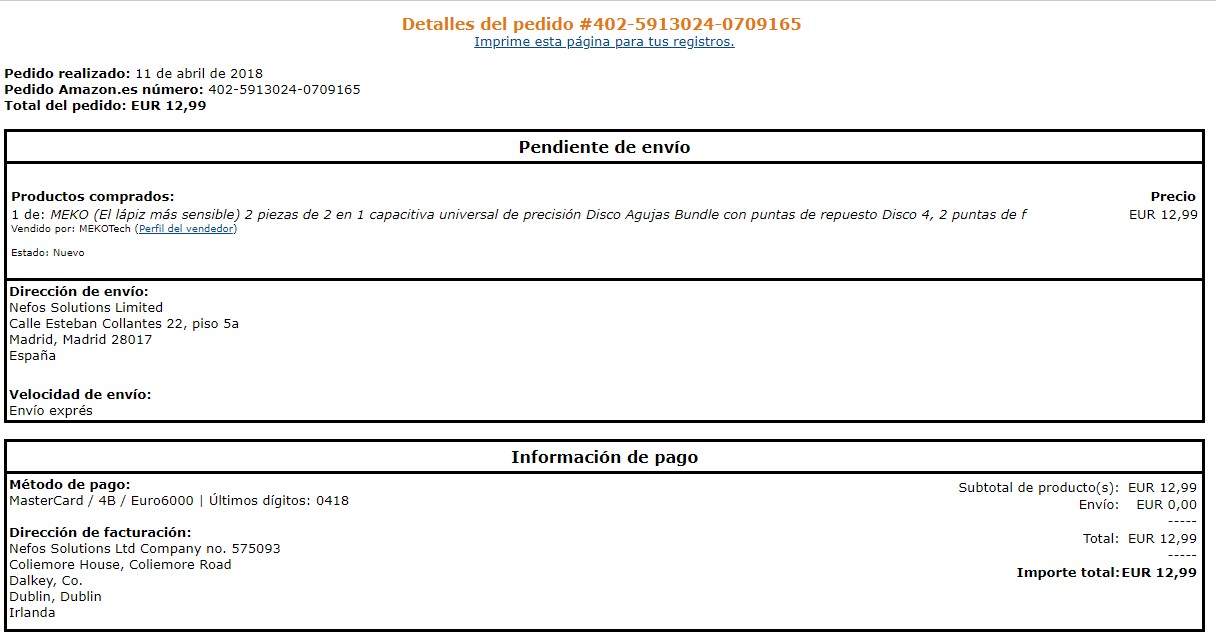 Detalles del pedido #402-5913024-0709165
Imprime esta página para tus registros.
Pedido realizado: 11 de abril de 2018
Pedido Amazon.es número: 402-5913024-0709165
Total del pedido: EUR 12,99
Pendiente de envío
Productos comprados: Precio
1 de: MEKO (El lápiz más sensible) 2 piezas de 2 en 1 capacitiva universal de precisión Disco Agujas Bundle con puntas de repuesto Disco 4, 2 puntas de f EUR 12,99
Vendido por: MEKOTech (Perfil del vendedor)
Estado: Nuevo
Dirección de envío:
Nefos Solutions Limited
Calle Esteban Collantes 22, piso 5a
Madrid, Madrid 28017
España
Velocidad de envío:
Envío exprés
Información de pago
Método de pago:
MasterCard / 4B / Euro6000 | Últimos dígitos: 0418
Dirección de facturación:
Nefos Solutions Ltd Company no. 575093
Coliemore House, Coliemore Road
Dalkey, Co.
Dublin, Dublin
Irlanda
Subtotal de producto(s): EUR 12,99
Envío: EUR 0,00
-----
Total: EUR 12,99
-----
Importe total: EUR 12,99